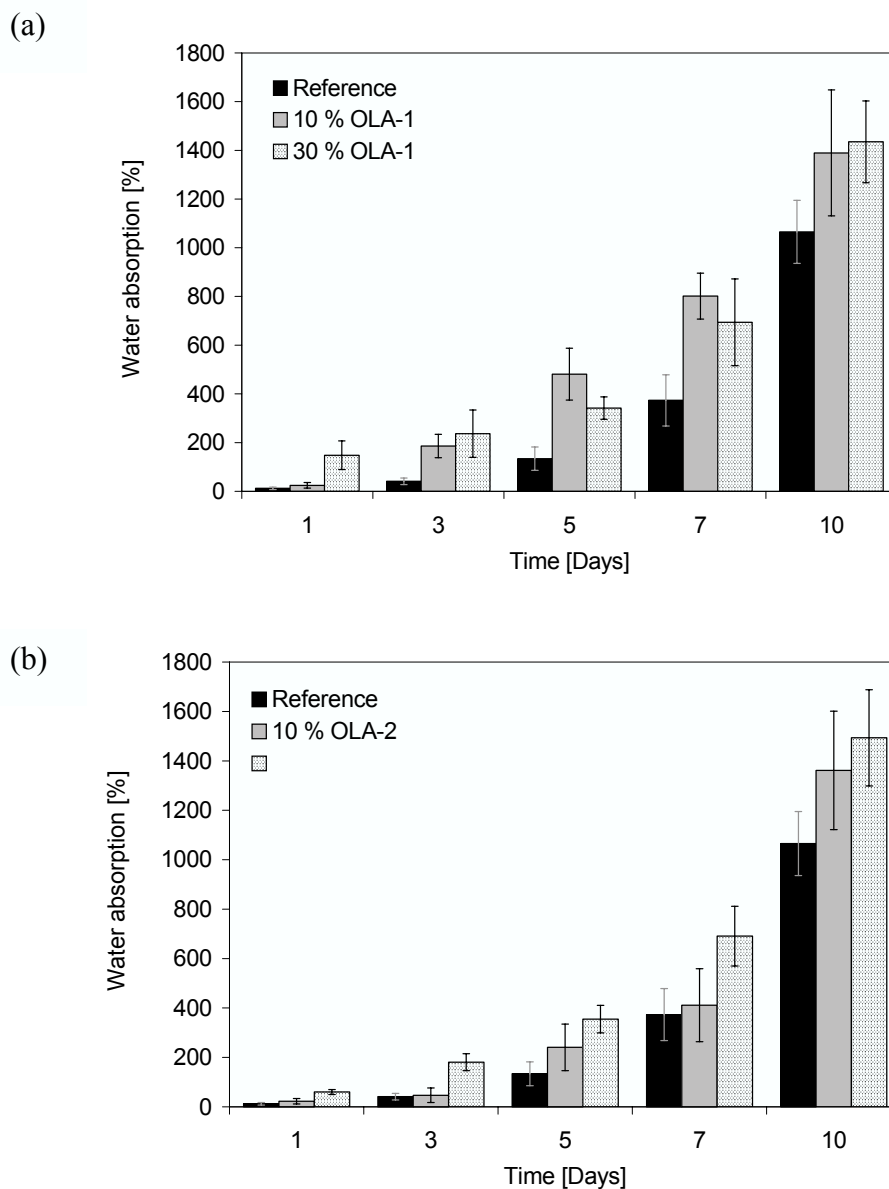 (a)
1800
1600
1400
1200
1000
800
600
400
200
0
Water absorption [%]
Reference
10 % OLA-1
30 % OLA-1
1 3 5 7 10
Time [Days]
(b)
1800
1600
1400
1200
1000
800
600
400
200
0
Water absorption [%]
Reference
10 % OLA-2
1 3 5 7 10
Time [Days]